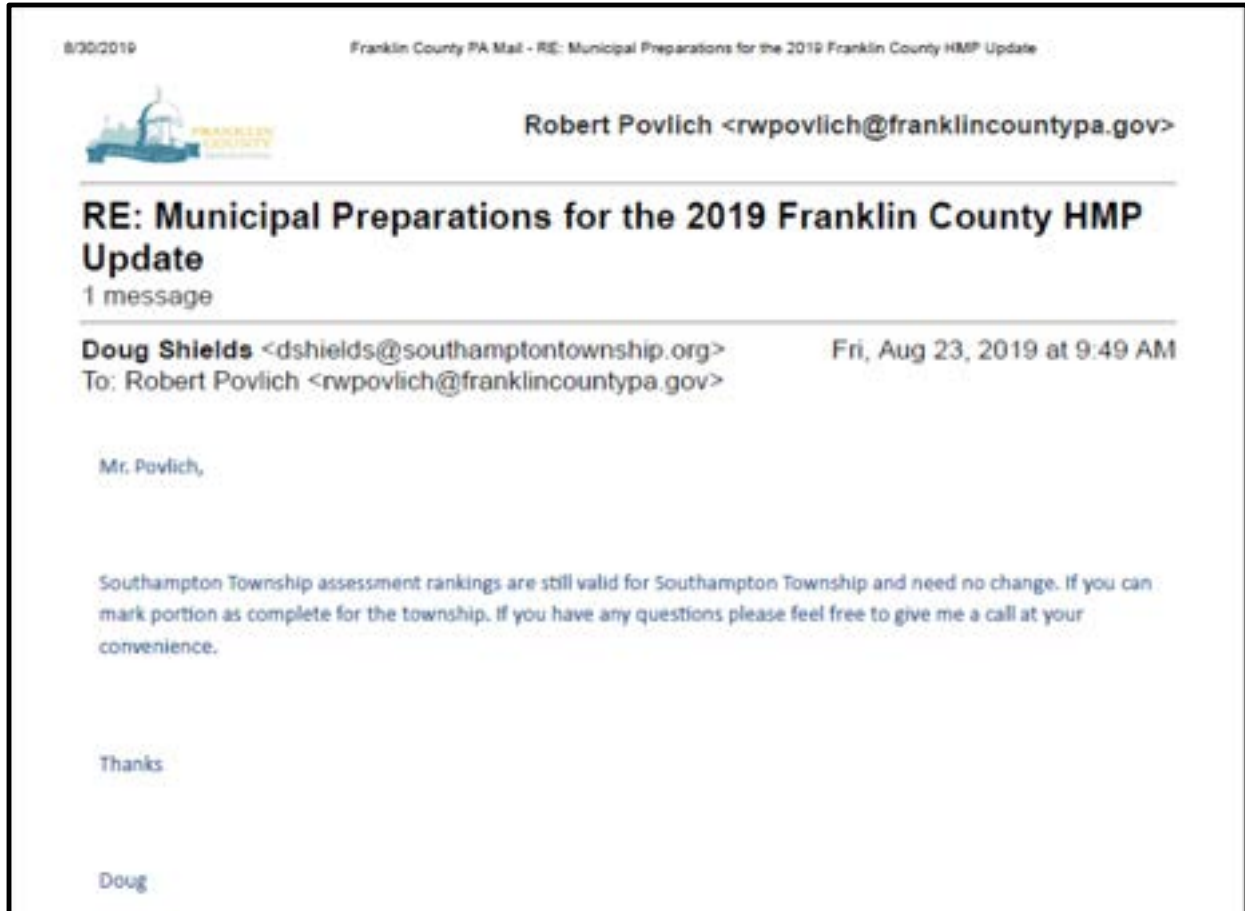 8/30/2019 Franklin County PA Mail - RE: Municipal Preparations for the 2019 Franklin County HMP Update
FRANKLIN
COUNTY
Robert Povlich <rwpovlich@franklincountypa.gov>
RE: Municipal Preparations for the 2019 Franklin County HMP
Update
1 message
Doug Shields <dshields@southamptontownship.org> Fri, Aug 23, 2019 at 9:49 AM
To: Robert Povlich <rwpovlich@franklincountypa.gov>
Mr. Povlich,
Southampton Township assessment rankings are still valid for Southampton Township and need no change. If you can
mark portion as complete for the township. If you have any questions please feel free to give me a call at your
convenience.
Thanks
Doug